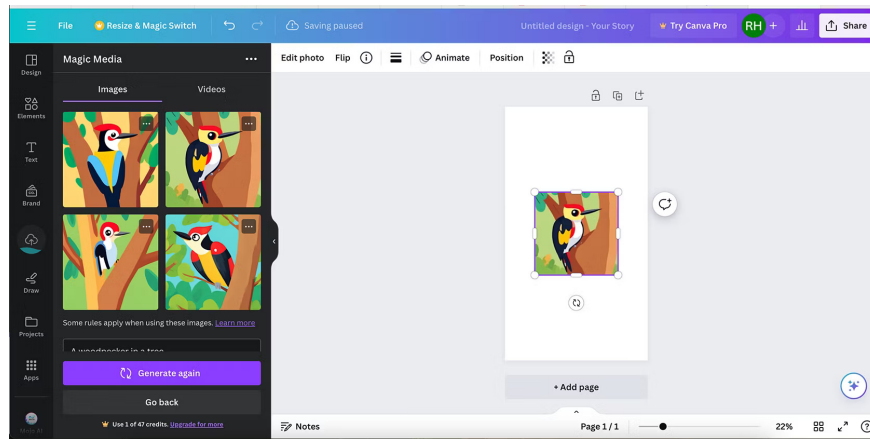 File Resize & Magic Switch Saving paused Untitled design - Your Story Try Canva Pro RH + Share
Design
Elements
Text
Brand
Draw
Projects
Apps
Magic Media ...
Images Videos
Some rules apply when using these images. Learn more
A woodpecker in a tree
Generate again
Go back
Use 1 of 47 credits. Upgrade for more
Edit photo Flip Animate Position
+ Add page
Notes Page 1 / 1 22%